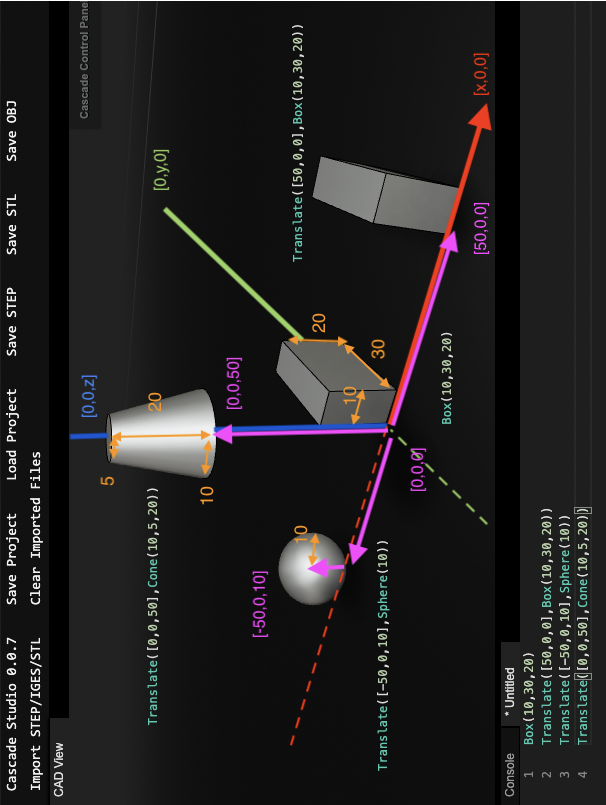 Cascade Studio 0.0.7 Save Project Load Project Save STEP Save STL Save OBJ
Import STEP/IGES/STL Clear Imported Files
CAD View
Cascade Control Panel
[0,0,z]
[0,y,0]
20
5
10
[0,0,50]
Translate([0,0,50],Cone(10,5,20))
Translate([50,0,0],Box(10,30,20))
20
30
10
10
[-50,0,10]
[0,0,0]
Box(10,30,20)
[50,0,0]
[x,0,0]
Translate([-50,0,10],Sphere(10))
Console
* Untitled
1 Box(10,30,20)
2 Translate([50,0,0],Box(10,30,20))
3 Translate([-50,0,10],Sphere(10))
4 Translate([0,0,50],Cone(10,5,20))